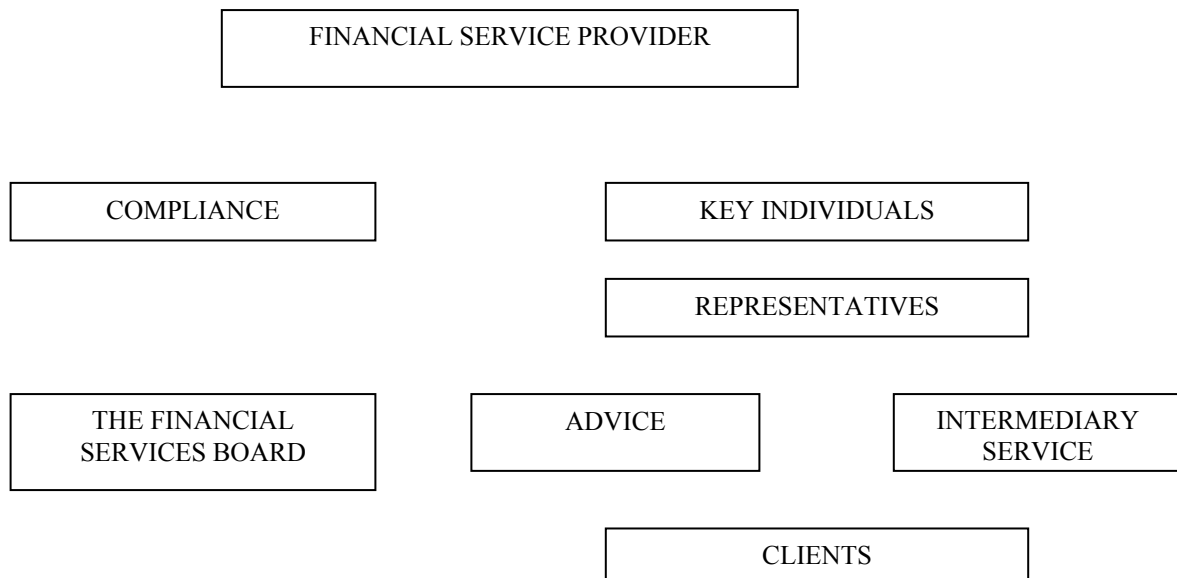 FINANCIAL SERVICE PROVIDER
COMPLIANCE
KEY INDIVIDUALS
REPRESENTATIVES
THE FINANCIAL
SERVICES BOARD
ADVICE
INTERMEDIARY
SERVICE
CLIENTS